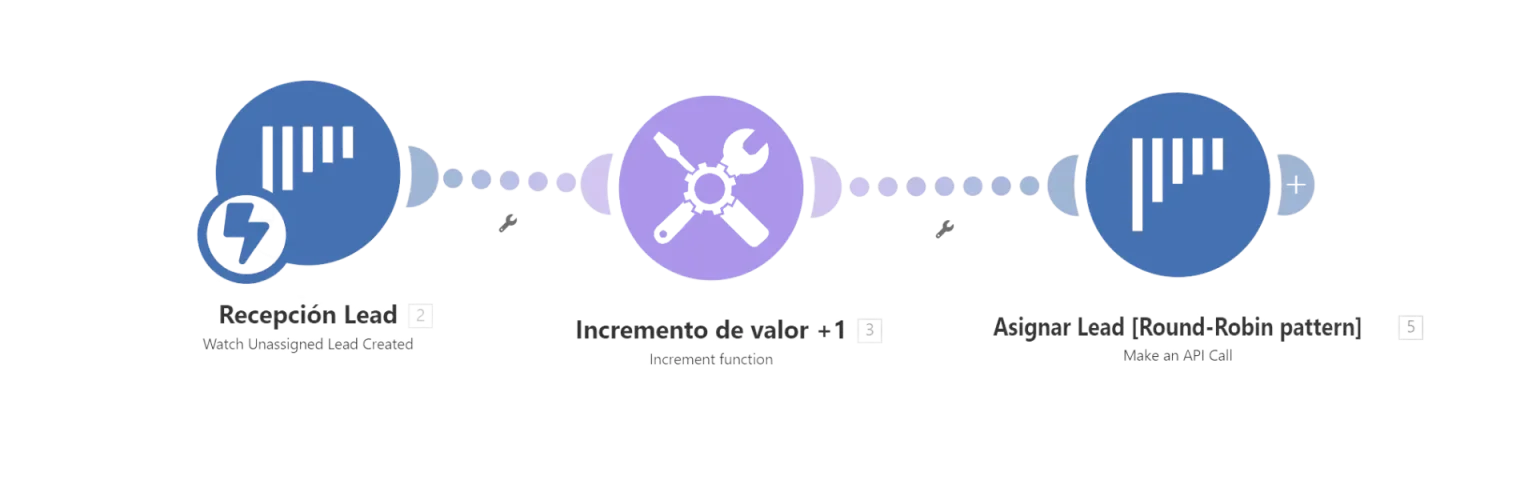 Recepción Lead 2
Watch Unassigned Lead Created
Incremento de valor +1 3
Increment function
Asignar Lead [Round-Robin pattern] 5
Make an API Call